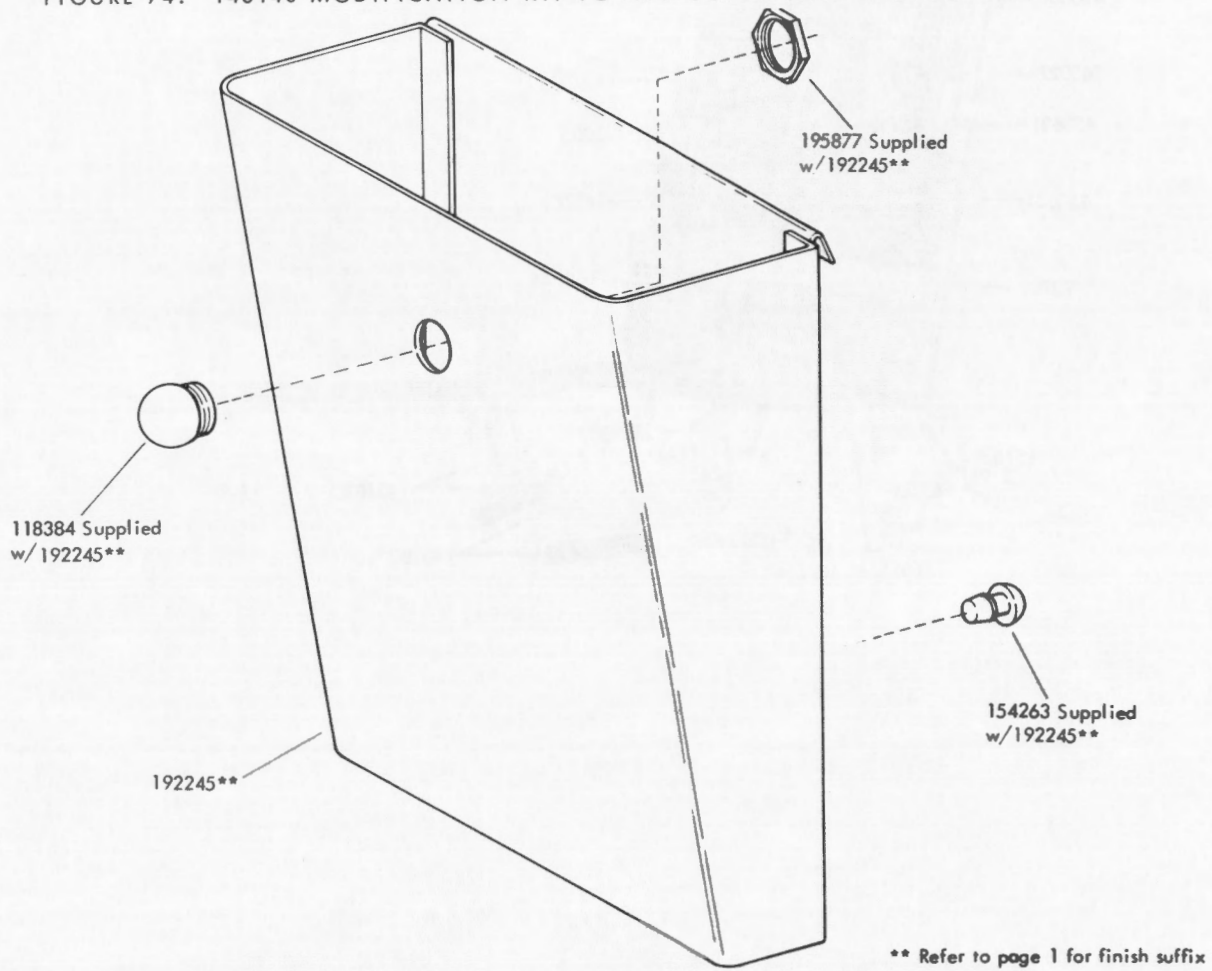 195877 Supplied
w/192245**
118384 Supplied
w/192245**
154263 Supplied
w/192245**
192245**
** Refer to page 1 for finish suffix